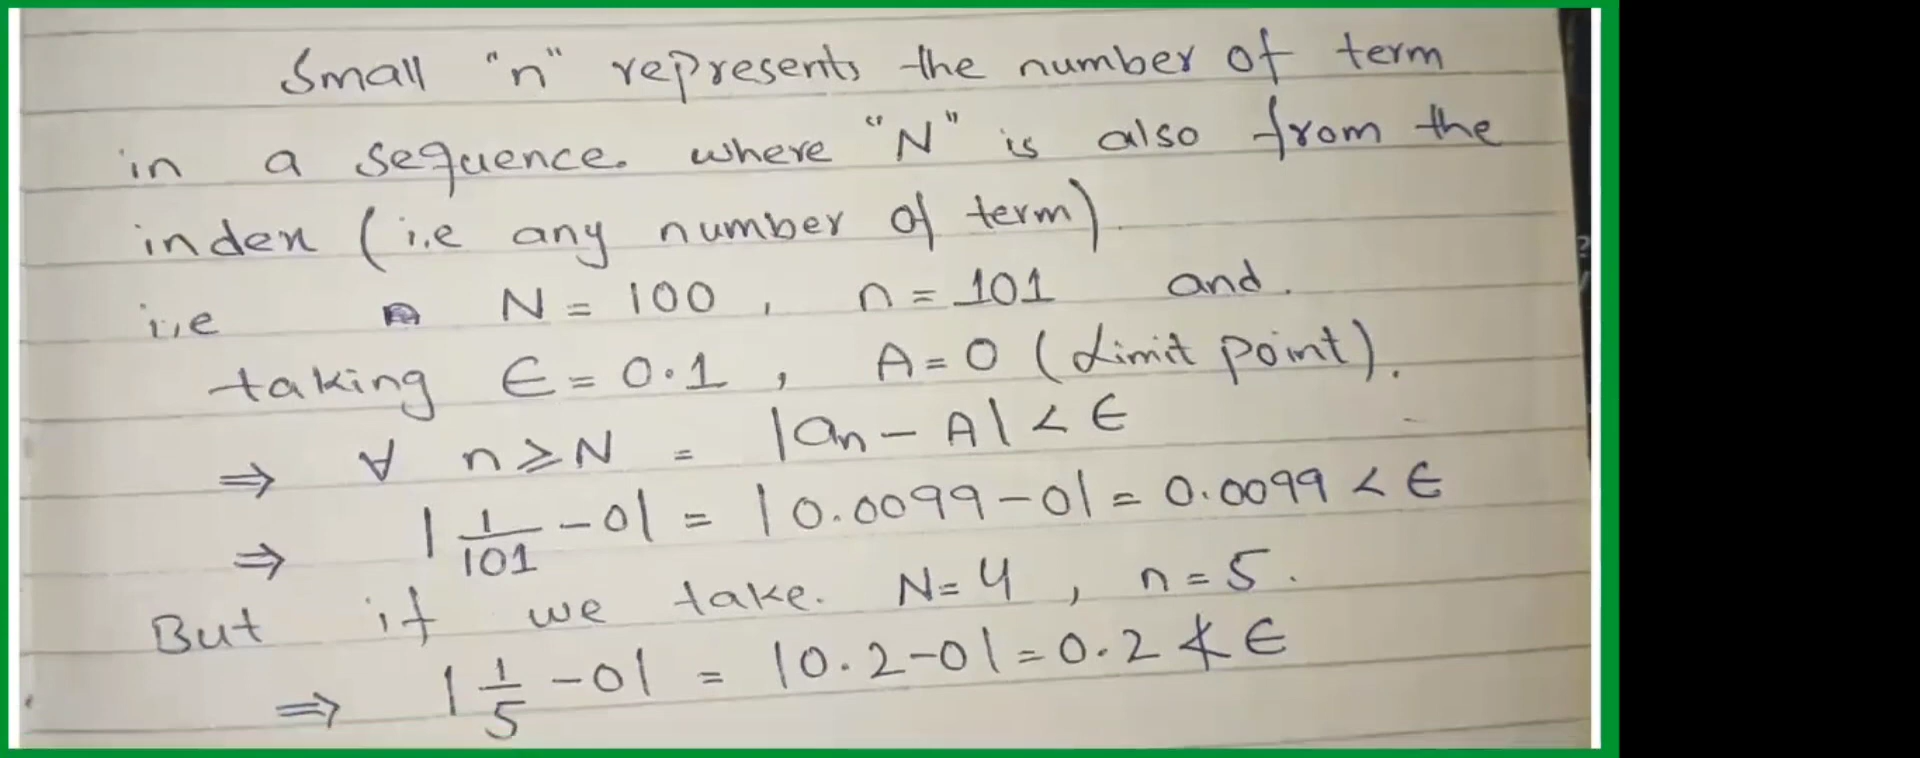 Small "n" represents the number of term
in a sequence. where "N" is also from the
index (i.e any number of term).
i.e N = 100, n = 101 and.
taking ∈ = 0.1, A = 0 (Limit point).
⇒ ∀ n ≥ N = |an - A| < ∈
⇒ |1/101 - 0| = |0.0099 - 0| = 0.0099 < ∈
But if we take. N = 4, n = 5.
⇒ |1/5 - 0| = |0.2 - 0| = 0.2 ≮ ∈